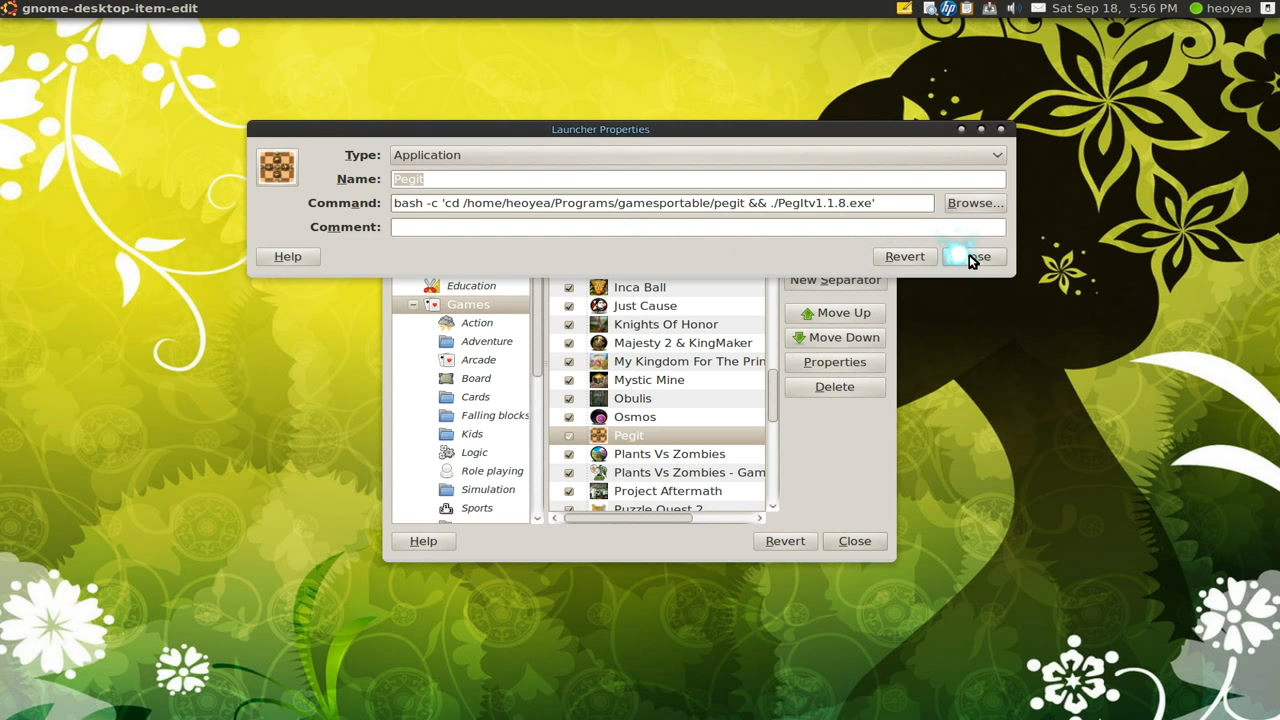 gnome-desktop-item-edit
Sat Sep 18, 5:56 PM
heoyea
Launcher Properties
Type: Application
Name: Pegit
Command: bash -c 'cd /home/heoyea/Programs/gamesportable/pegit && ./PegItv1.1.8.exe' Browse...
Comment:
Help Revert
Education
Games
Action
Adventure
Arcade
Board
Cards
Falling blocks
Kids
Logic
Role playing
Simulation
Sports
Inca Ball
Just Cause
Knights Of Honor
Majesty 2 & KingMaker
My Kingdom For The Prin
Mystic Mine
Obulis
Osmos
Pegit
Plants Vs Zombies
Plants Vs Zombies - Gam
Project Aftermath
Puzzle Quest 2
New Separator
Move Up
Move Down
Properties
Delete
Help Revert Close